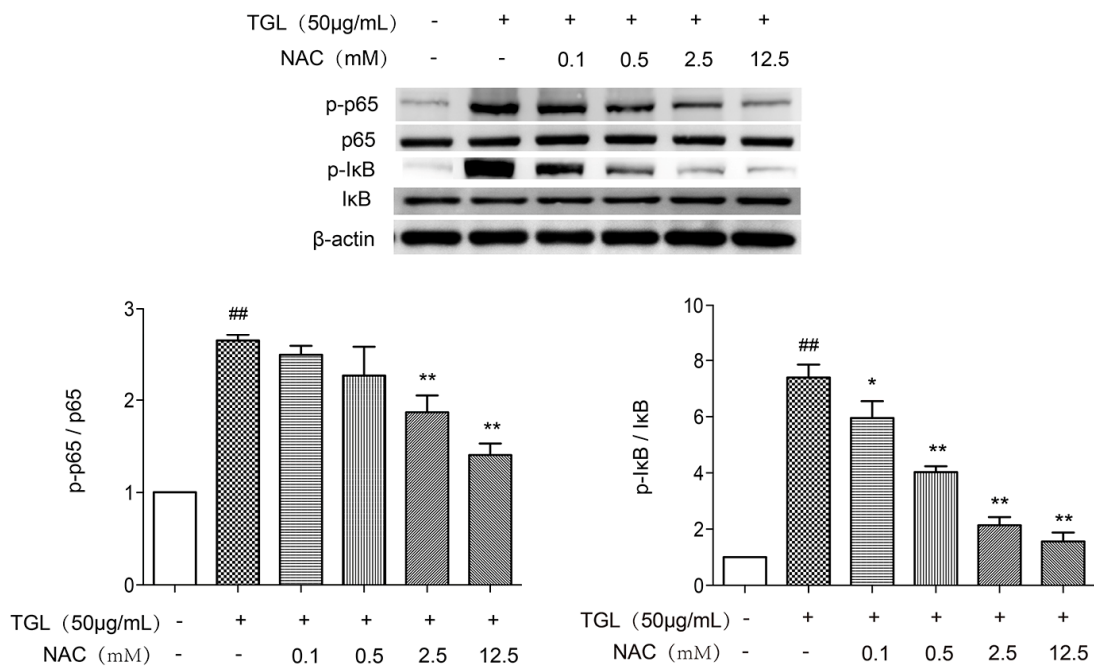 TGL（50μg/mL） - + + + + +
NAC（mM） - - 0.1 0.5 2.5 12.5
p-p65
p65
p-IκB
IκB
β-actin
p-p65 / p65
3
2
1
0
##
**
**
TGL（50μg/mL） - + + + + +
NAC（mM） - - 0.1 0.5 2.5 12.5
p-IκB / IκB
10
8
6
4
2
0
##
*
**
**
**
TGL（50μg/mL） - + + + + +
NAC（mM） - - 0.1 0.5 2.5 12.5